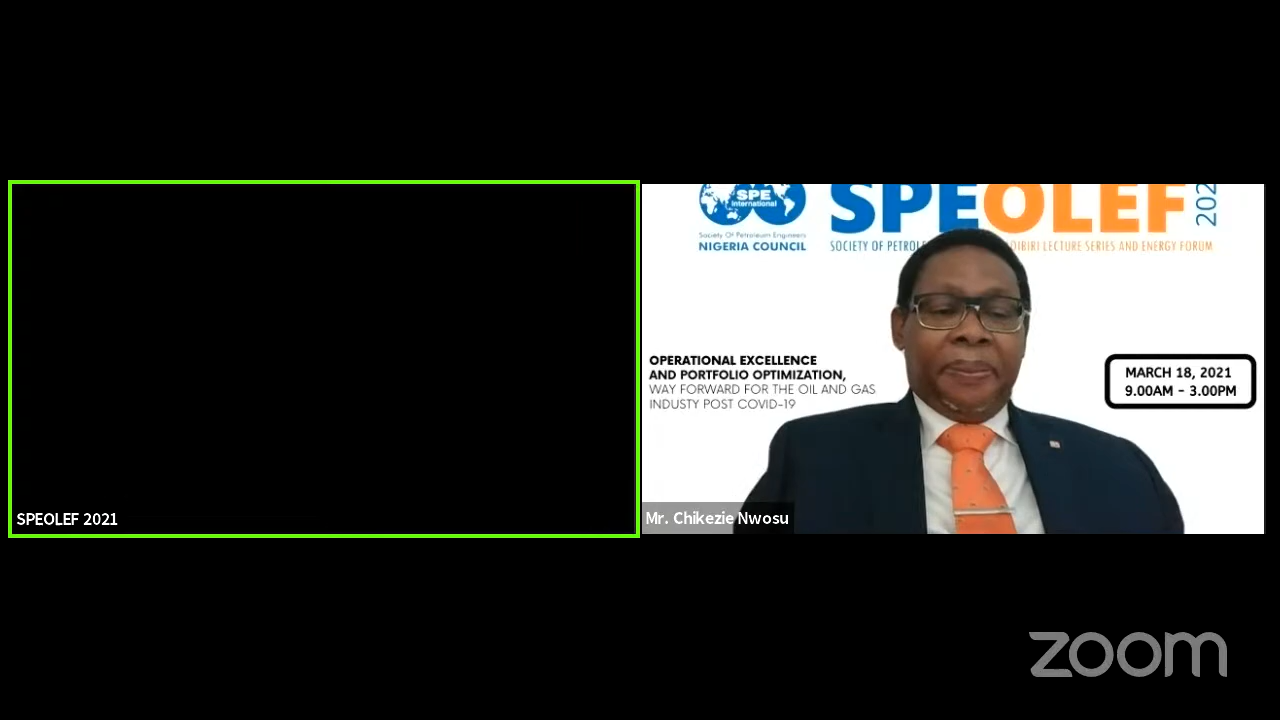 SPE
International
Society Of Petroleum Engineers
NIGERIA COUNCIL
SPEOLEF
SOCIETY OF PETROL LECTURE SERIES AND ENERGY FORUM
OPERATIONAL EXCELLENCE
AND PORTFOLIO OPTIMIZATION,
WAY FORWARD FOR THE OIL AND GAS
INDUSTY POST COVID-19
MARCH 18, 2021
9.00AM - 3.00PM
SPEOLEF 2021
Mr. Chikezie Nwosu
zoom